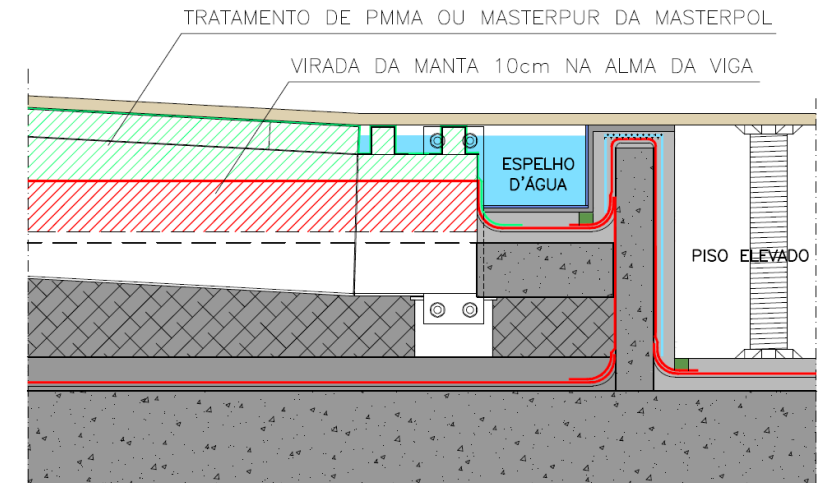 TRATAMENTO DE PMMA OU MASTERPUR DA MASTERPOL
VIRADA DA MANTA 10cm NA ALMA DA VIGA
ESPELHO
D'ÁGUA
PISO ELEVADO